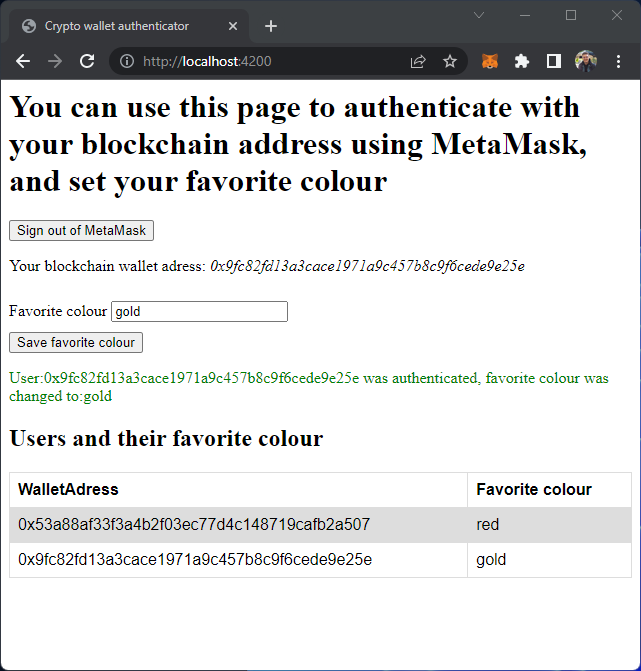 Crypto wallet authenticator
http://localhost:4200
You can use this page to authenticate with
your blockchain address using MetaMask,
and set your favorite colour
Sign out of MetaMask
Your blockchain wallet adress: 0x9fc82fd13a3cace1971a9c457b8c9f6cede9e25e
Favorite colour gold
Save favorite colour
User:0x9fc82fd13a3cace1971a9c457b8c9f6cede9e25e was authenticated, favorite colour was
changed to:gold
Users and their favorite colour
WalletAdress Favorite colour
0x53a88af33f3a4b2f03ec77d4c148719cafb2a507 red
0x9fc82fd13a3cace1971a9c457b8c9f6cede9e25e gold